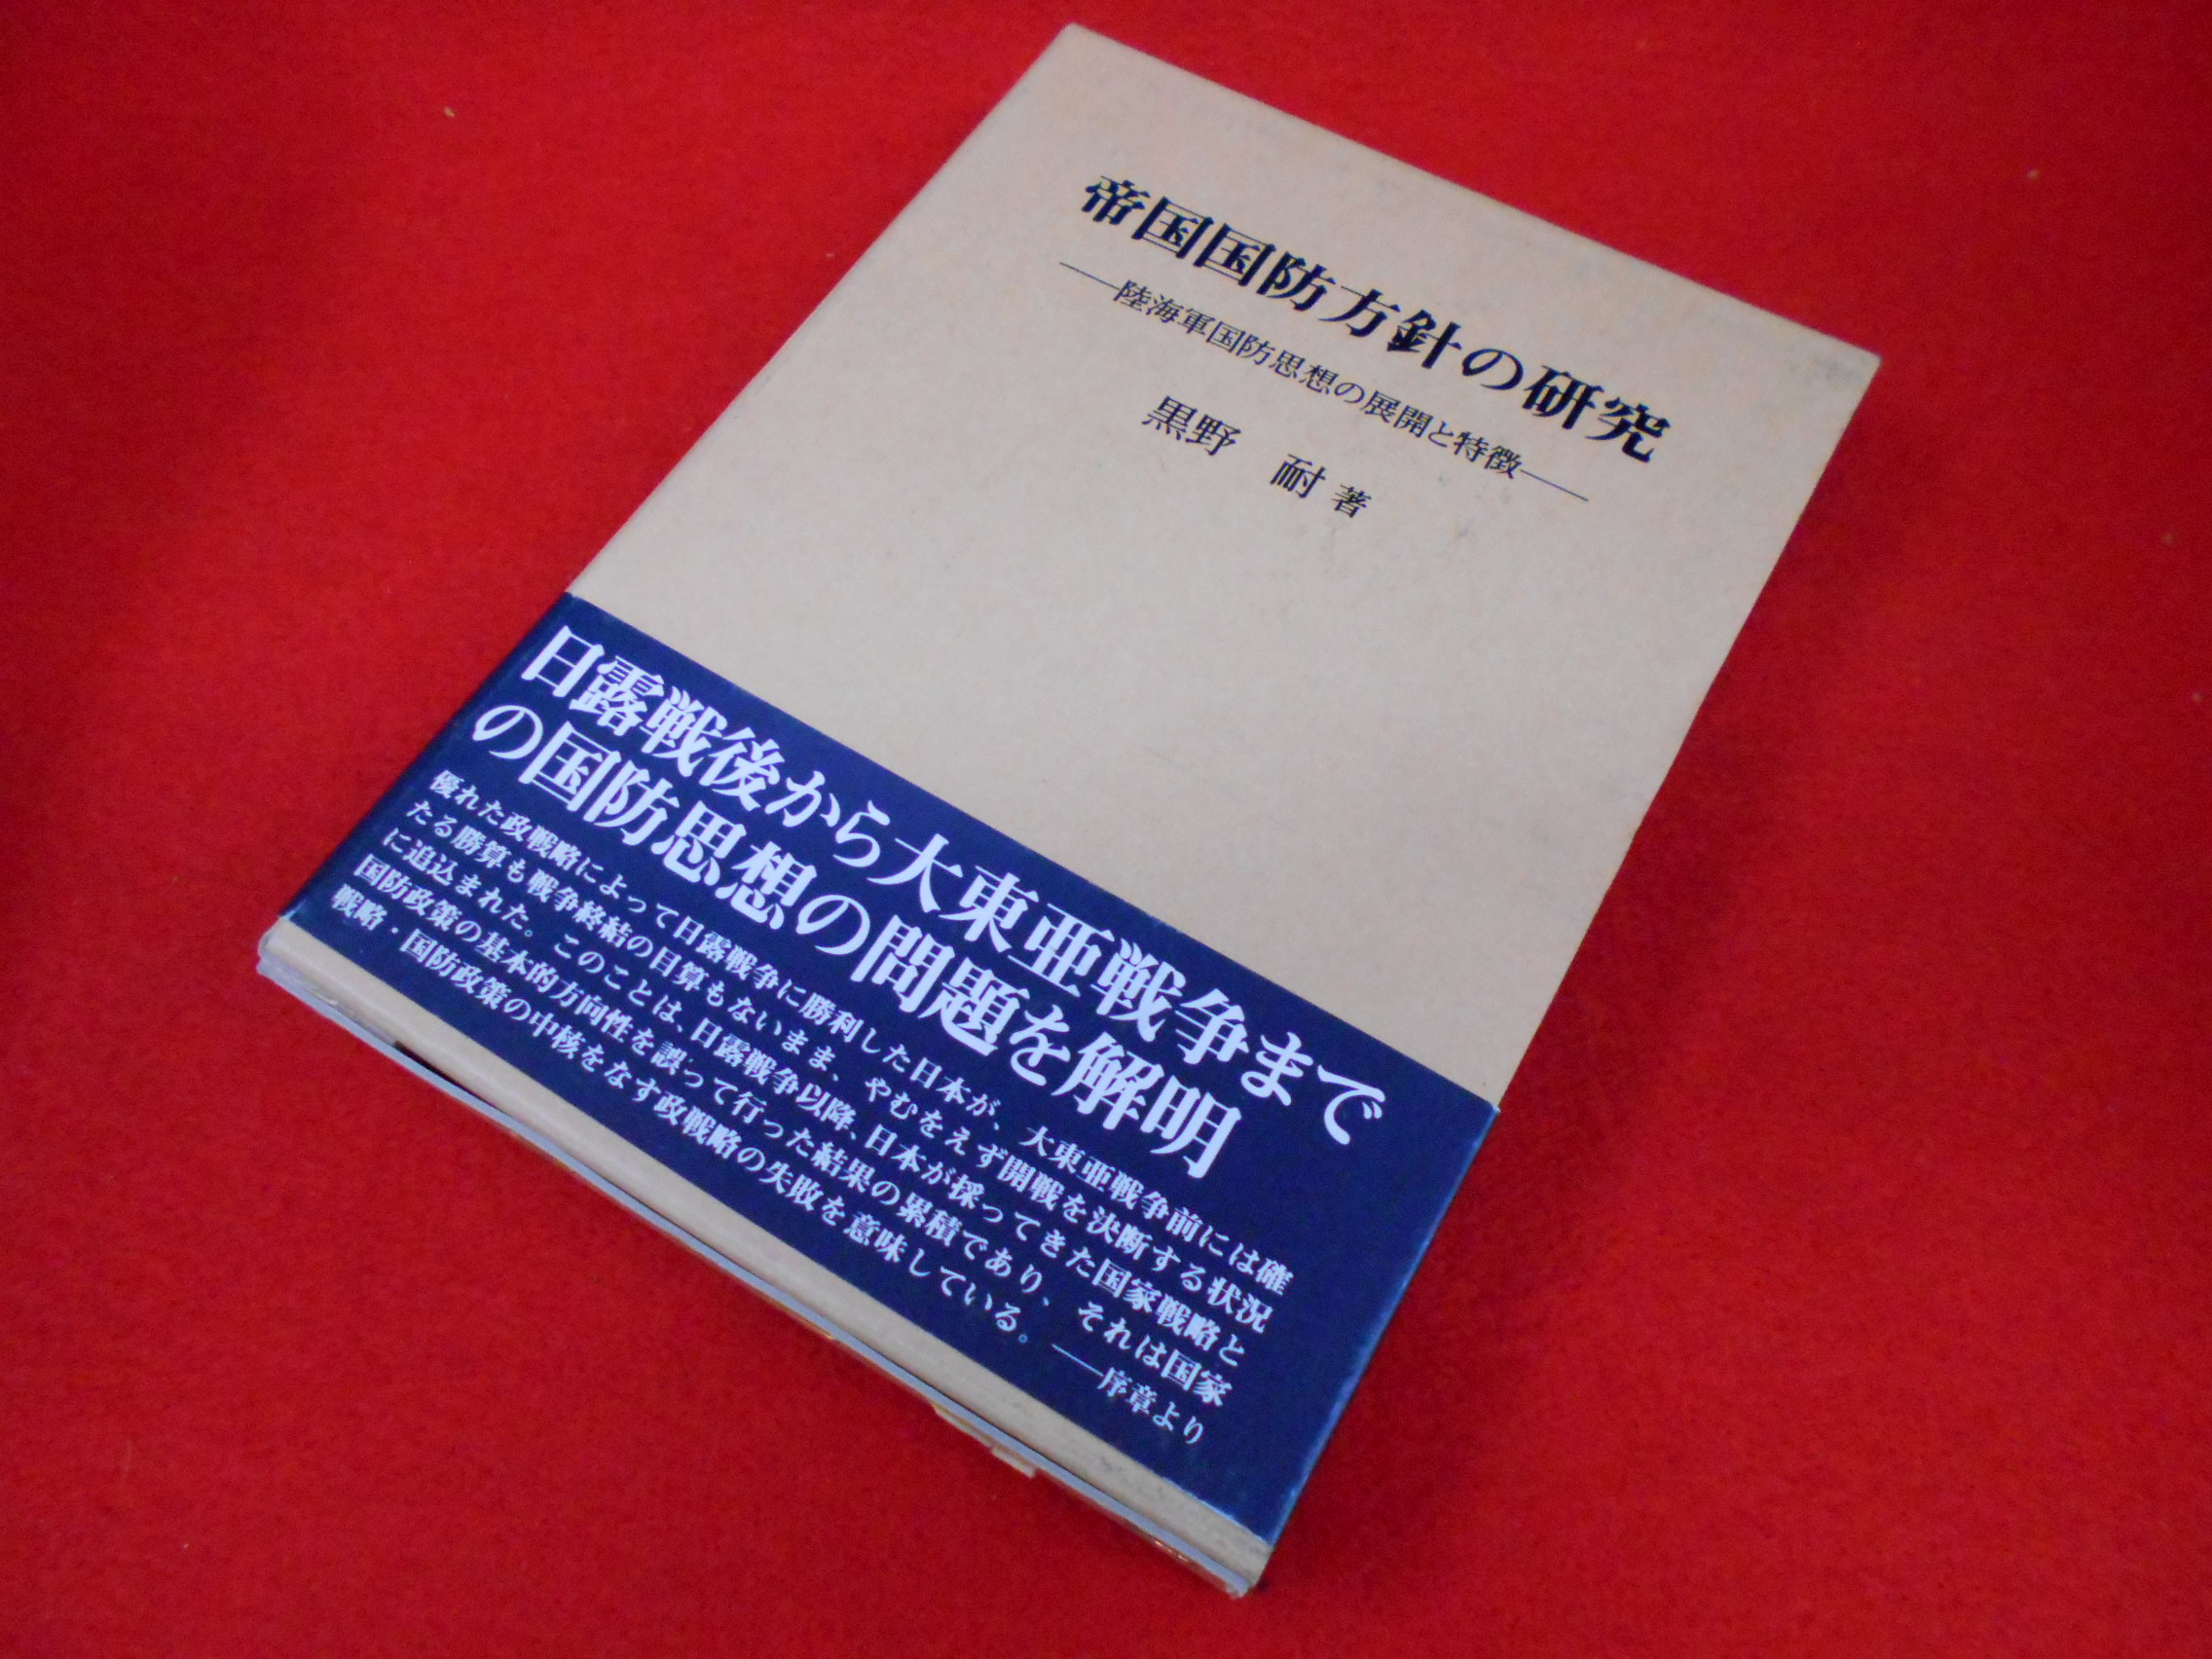 帝国国防方針の研究
――陸海軍国防思想の展開と特徴――
黒野 耐 著
日露戦後から大東亜戦争まで
の国防思想の問題を解明
優れた政戦略によって日露戦争に勝利した日本が、大東亜戦争前には確
たる勝算も戦争終結の目算もないまま、やむをえず開戦を決断する状況
に追込まれた。このことは、日露戦争以降、日本が採ってきた国家戦略と
国防政策の基本的方向性を誤って行った結果の累積であり、それは国家
戦略・国防政策の中核をなす政戦略の失敗を意味している。――序章より